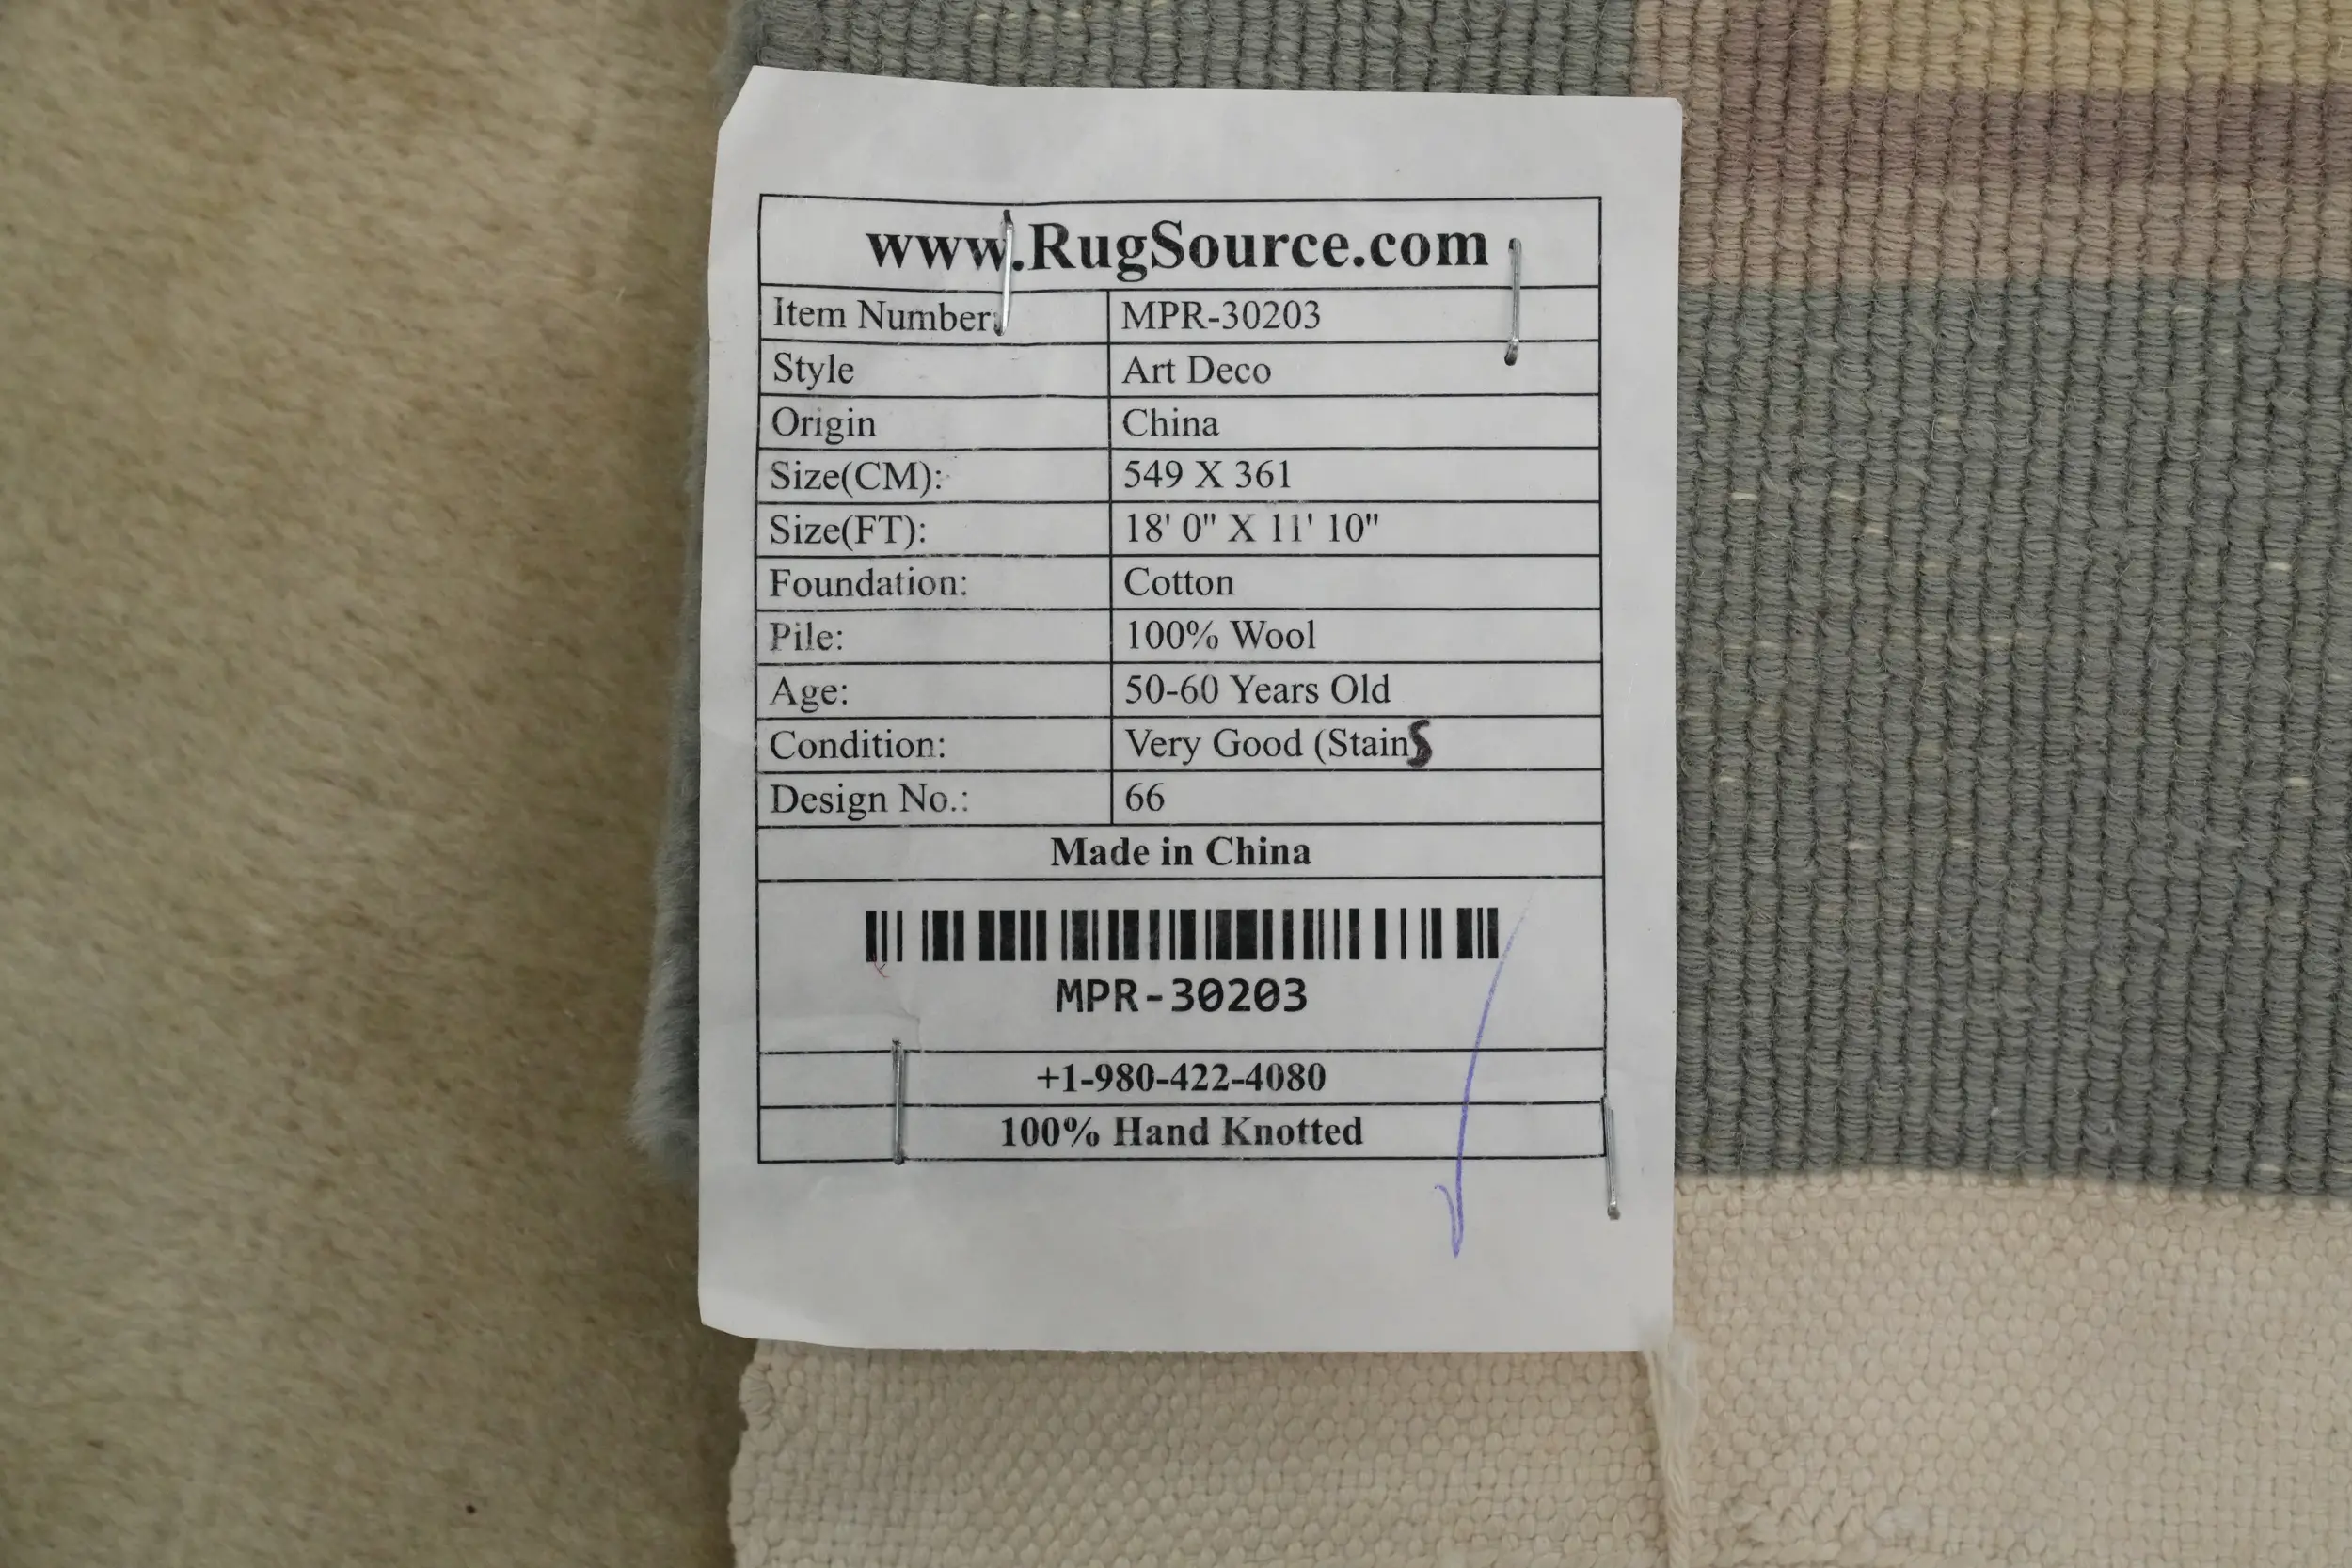 www.RugSource.com
Item Number: MPR-30203
Style Art Deco
Origin China
Size(CM): 549 X 361
Size(FT): 18' 0" X 11' 10"
Foundation: Cotton
Pile: 100% Wool
Age: 50-60 Years Old
Condition: Very Good (Stains
Design No.: 66
Made in China
MPR-30203
+1-980-422-4080
100% Hand Knotted